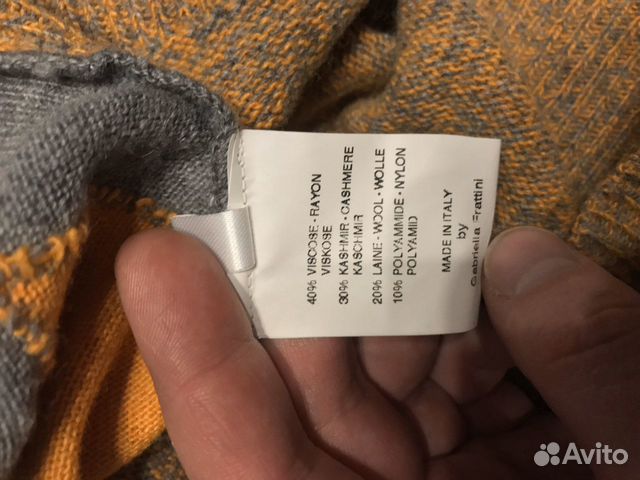 40% VISCOSE - RAYON
VISKOSE
30% KASHMIR - CASHMERE
KASCHMIR
20% LAINE - WOOL - WOLLE
10% POLYAMMIDE - NYLON
POLYAMID
MADE IN ITALY
by
Gabriella Frattini
Avito